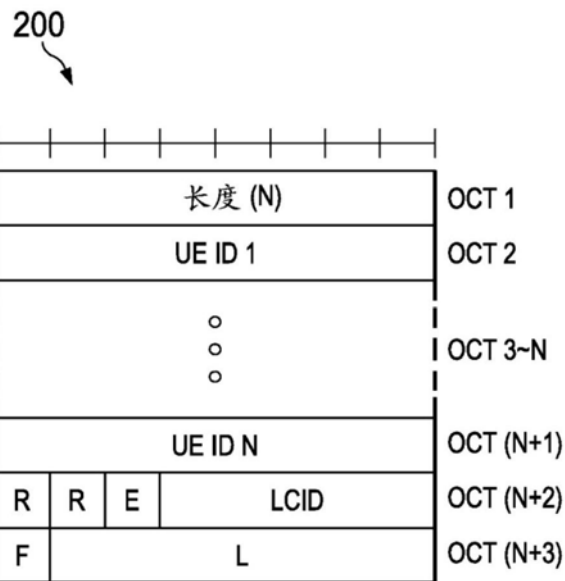 200
长度 (N) OCT 1
UE ID 1 OCT 2
OCT 3~N
UE ID N OCT (N+1)
R R E LCID OCT (N+2)
F L OCT (N+3)